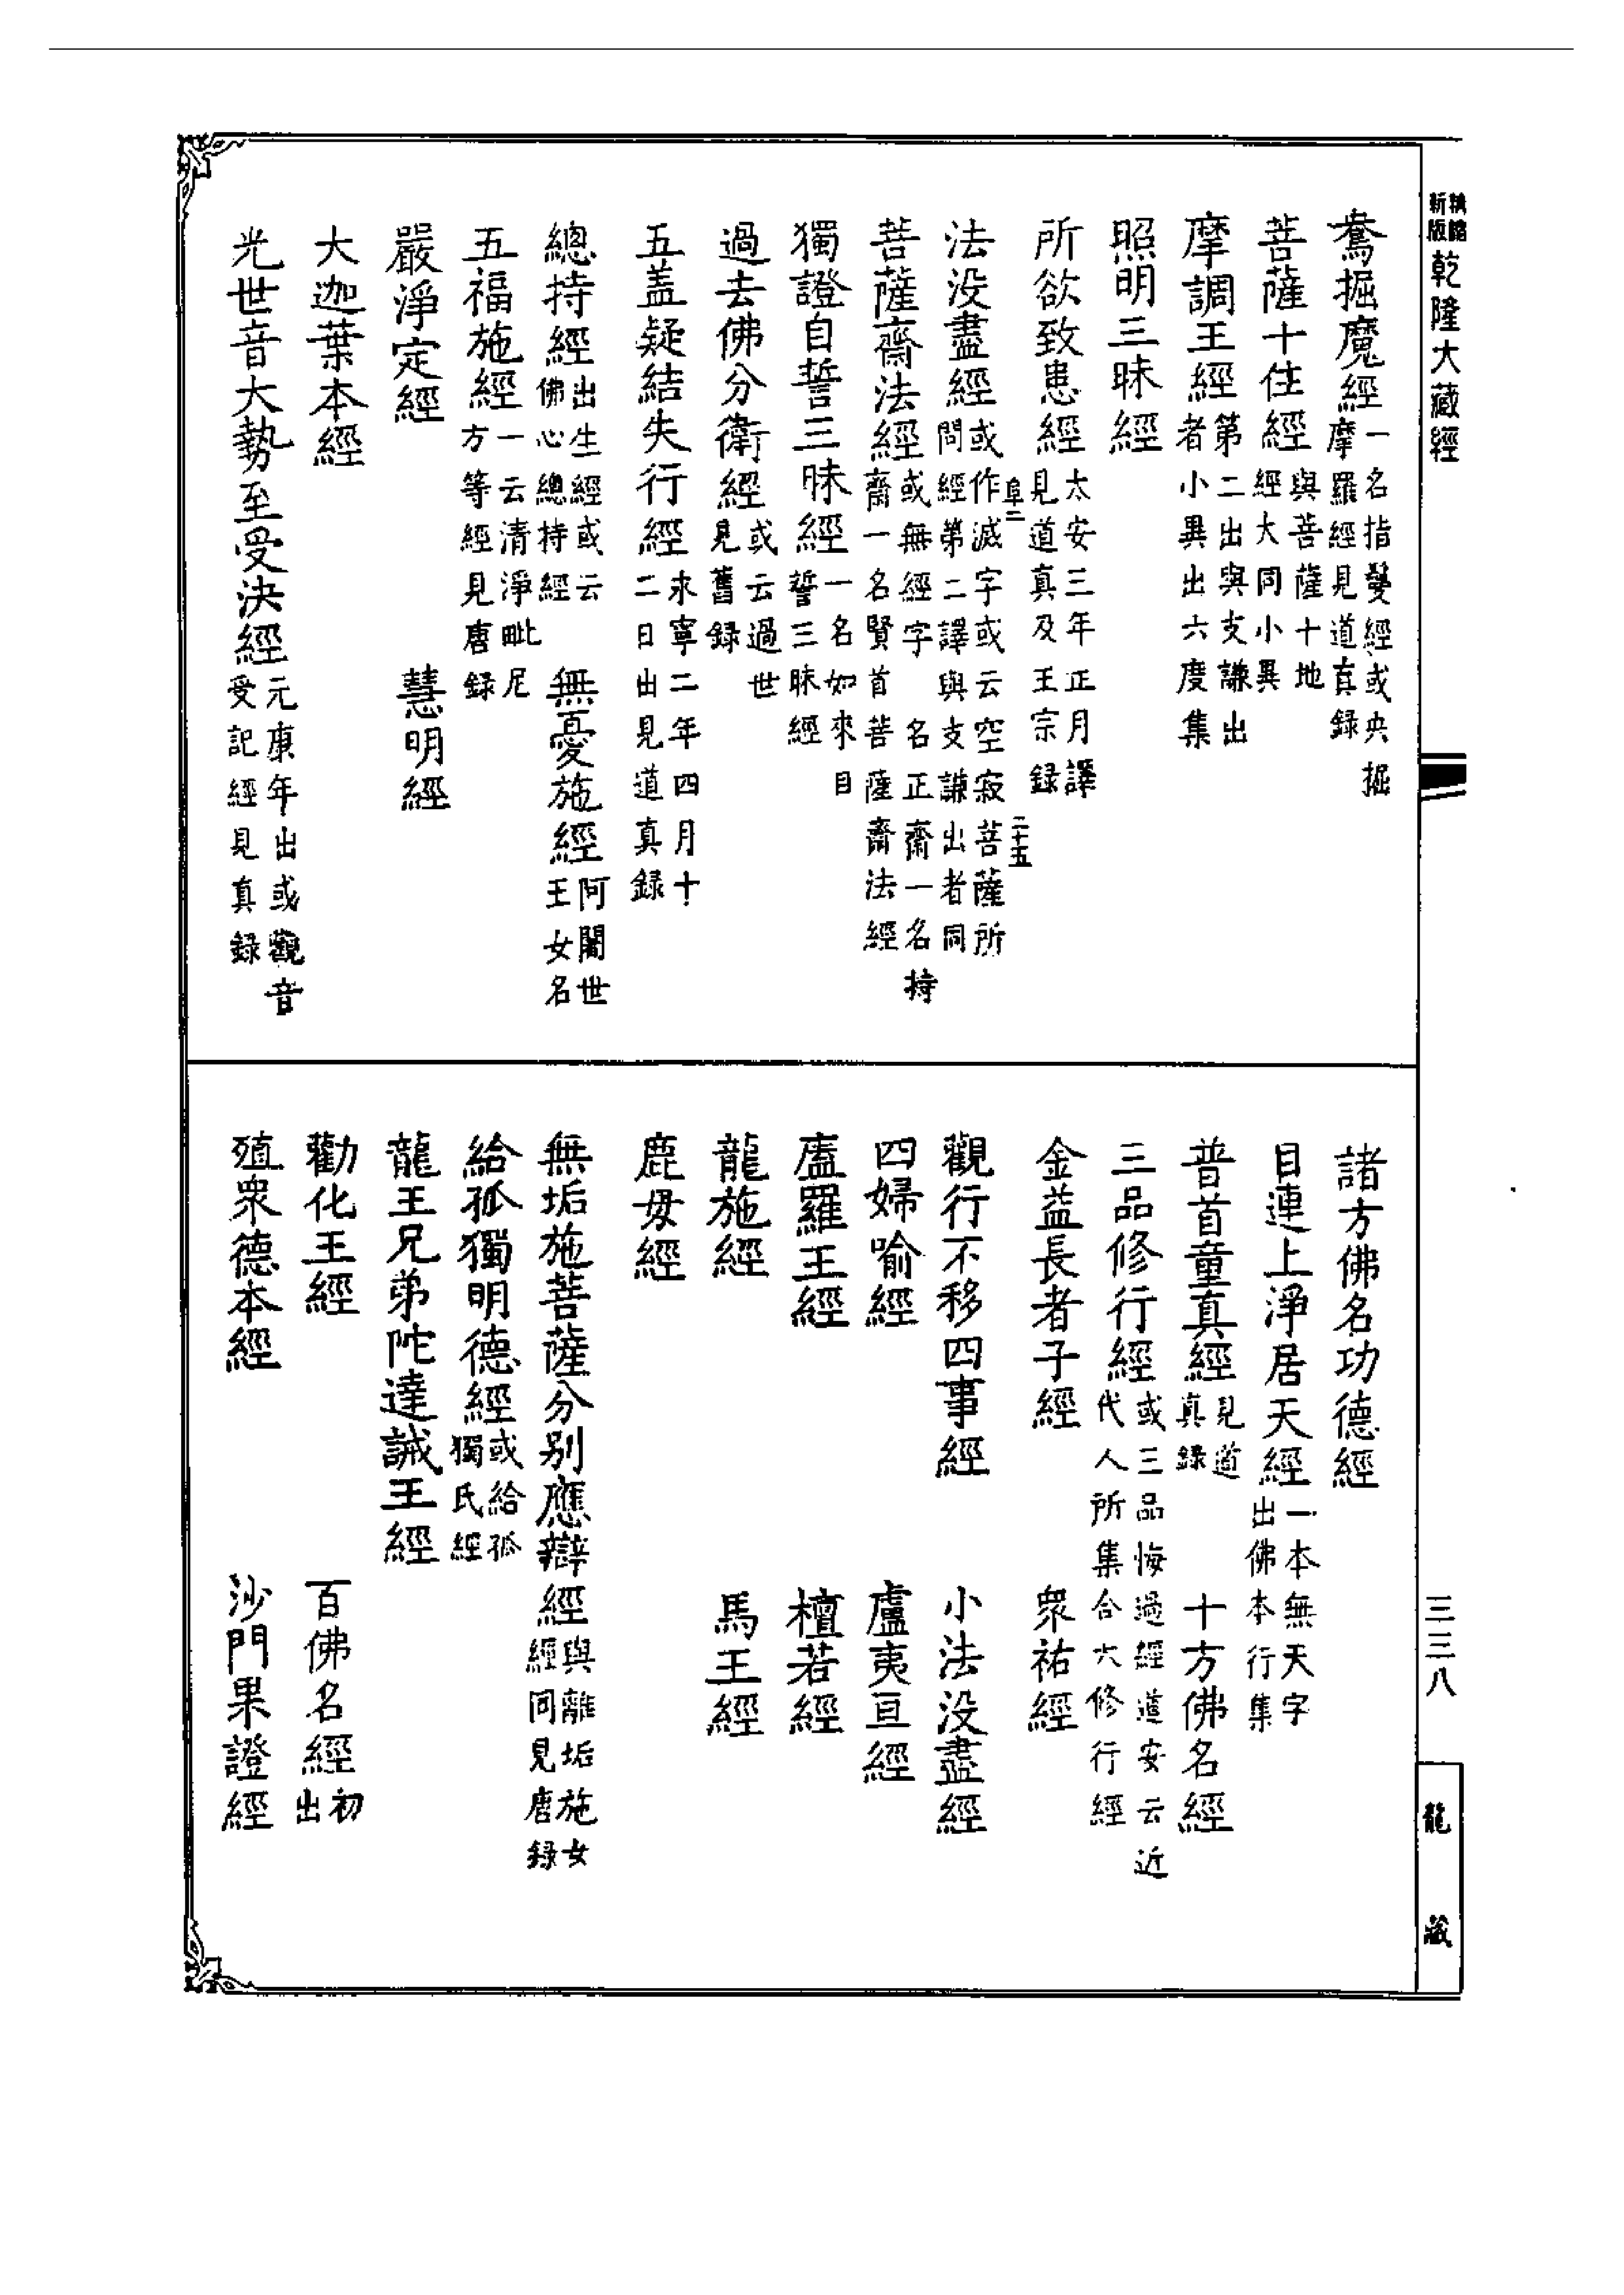 新版 精縮 乾隆大藏經
鴦掘魔經一名指鬘經或央掘摩羅經見道真錄
菩薩十住經與菩薩十地經大同小異
摩調王經第二出與支謙出者小異出六度集
照明三昧經
所欲致患經太安三年正月譯見道真及王宗錄
阜二 二十五
法沒盡經或作滅字或云空寂菩薩所問經第二譯與支謙出者同
菩薩齋法經或無經字名正齋一名持齋一名賢首菩薩齋法經
獨證自誓三昧經一名如來自誓三昧經
過去佛分衛經或云過世見舊錄
五蓋疑結失行經永寧二年四月十二日出見道真錄
總持經出生經或云佛心總持經 無憂施經阿闍世王女名
五福施經一云清淨毗尼方等經見唐錄
嚴淨定經 慧明經
大迦葉本經
光世音大勢至受決經元康年出或觀音受記經見真錄
諸方佛名功德經
目連上淨居天經一本無天字出佛本行集
普首童真經見道真錄 十方佛名經
三品修行經或三品悔過經道安云近代人所集合大修行經
金益長者子經 眾祐經
觀行不移四事經 小法沒盡經
四婦喻經 廬夷亘經
盧羅王經 檀若經
龍施經 馬王經
鹿母經
無垢施菩薩分別應辯經與離垢施女經同見唐錄
給孤獨明德經或給孤獨氏經
龍王兄弟陀達誡王經
勸化王經 百佛名經初出
殖眾德本經 沙門果證經
三三八
龍藏